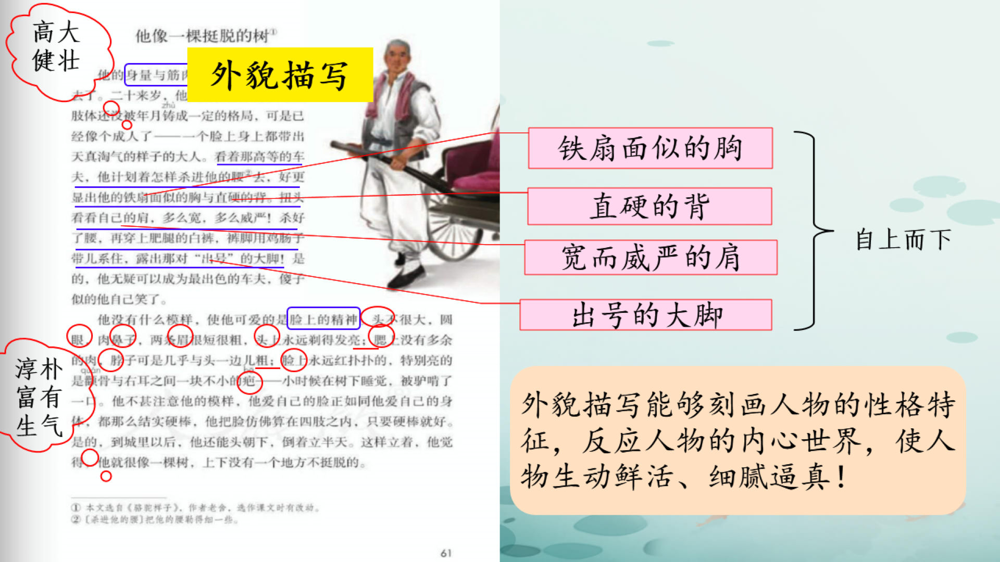 高大
健壮
他像一棵挺脱的树①
外貌描写
他的身量与筋肉
去了。二十来岁，他
zhù
肢体还没被年月铸成一定的格局，可是已
经像个成人了——一个脸上身上都带出
天真淘气的样子的大人。看着那高等的车
夫，他计划着怎样杀进他的腰②去，好更
显出他的铁扇面似的胸与直硬的背。扭头
看看自己的肩，多么宽，多么威严！杀好
了腰，再穿上肥腿的白裤，裤脚用鸡肠子
带儿系住，露出那对“出号”的大脚！是
的，他无疑可以成为最出色的车夫，傻子
似的他自己笑了。
他没有什么模样，使他可爱的是脸上的精神。头不很大，圆
眼，肉鼻子，两条眉很短很粗，头上永远剃得发亮；腮上没有多余
的肉，脖子可是几乎与头一边儿粗；脸上永远红扑扑的，特别亮的
quán
bā
是颧骨与右耳之间一块不小的疤——小时候在树下睡觉，被驴啃了
一口。他不甚注意他的模样，他爱自己的脸正如同他爱自己的身
体，都那么结实硬棒，他把脸仿佛算在四肢之内，只要硬棒就好。
是的，到城里以后，他还能头朝下，倒着立半天。这样立着，他觉
得，他就很像一棵树，上下没有一个地方不挺脱的。
淳朴
富有
生气
① 本文选自《骆驼祥子》，作者老舍，选作课文时有改动。
② ［杀进他的腰］把他的腰勒得细一些。
61
铁扇面似的胸
直硬的背
宽而威严的肩
出号的大脚
自上而下
外貌描写能够刻画人物的性格特
征，反应人物的内心世界，使人
物生动鲜活、细腻逼真！